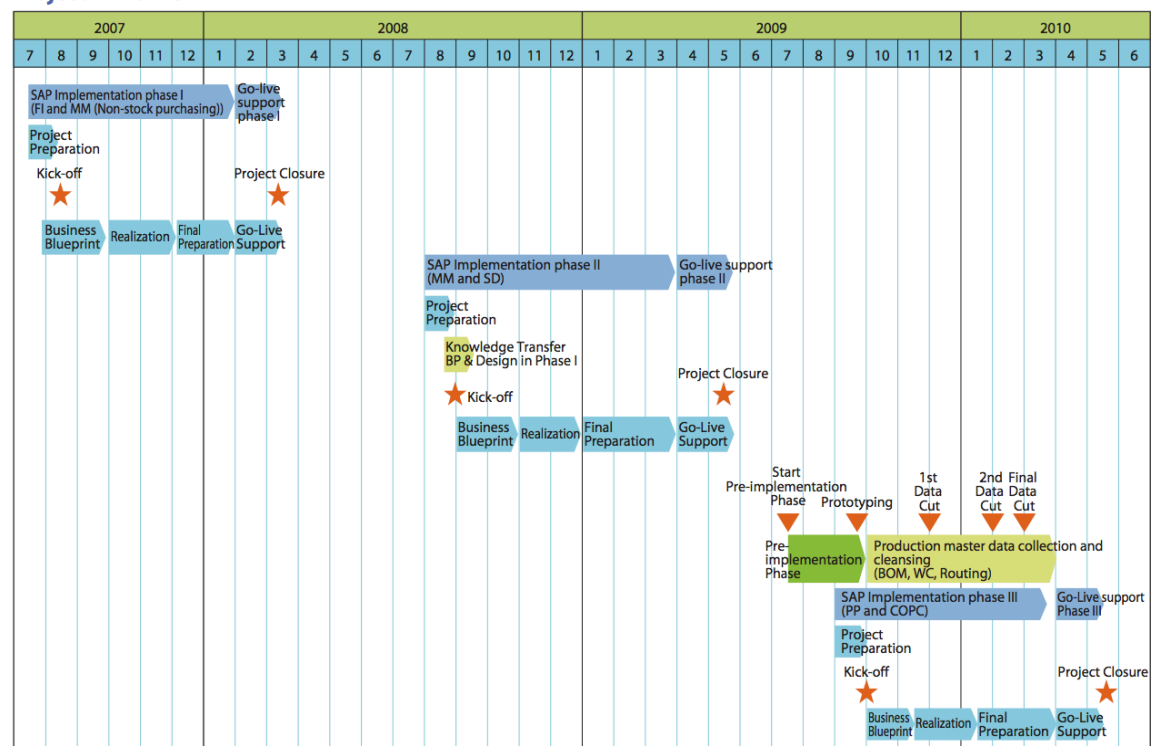 2007 2008 2009 2010
7 8 9 10 11 12 1 2 3 4 5 6 7 8 9 10 11 12 1 2 3 4 5 6 7 8 9 10 11 12 1 2 3 4 5 6
SAP Implementation phase I
(FI and MM (Non-stock purchasing))
Go-live
support
phase I
Project
Preparation
Kick-off
Project Closure
Business
Blueprint
Realization
Final
Preparation
Go-Live
Support
SAP Implementation phase II
(MM and SD)
Go-live support
phase II
Project
Preparation
Knowledge Transfer
BP & Design in Phase I
Kick-off
Project Closure
Business
Blueprint
Realization
Final
Preparation
Go-Live
Support
Start
Pre-implementation
Phase
Prototyping
1st
Data
Cut
2nd
Data
Cut
Final
Data
Cut
Pre-
implementation
Phase
Production master data collection and
cleansing
(BOM, WC, Routing)
SAP Implementation phase III
(PP and COPC)
Go-Live support
Phase III
Project
Preparation
Kick-off
Project Closure
Business
Blueprint
Realization
Final
Preparation
Go-Live
Support